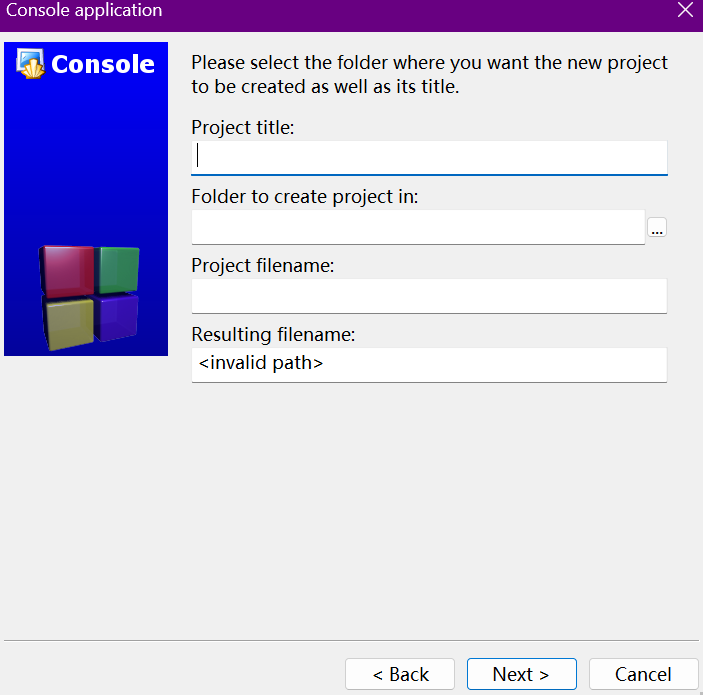 Console application
Console
Please select the folder where you want the new project
to be created as well as its title.
Project title:
Folder to create project in:
...
Project filename:
Resulting filename:
<invalid path>
< Back
Next >
Cancel